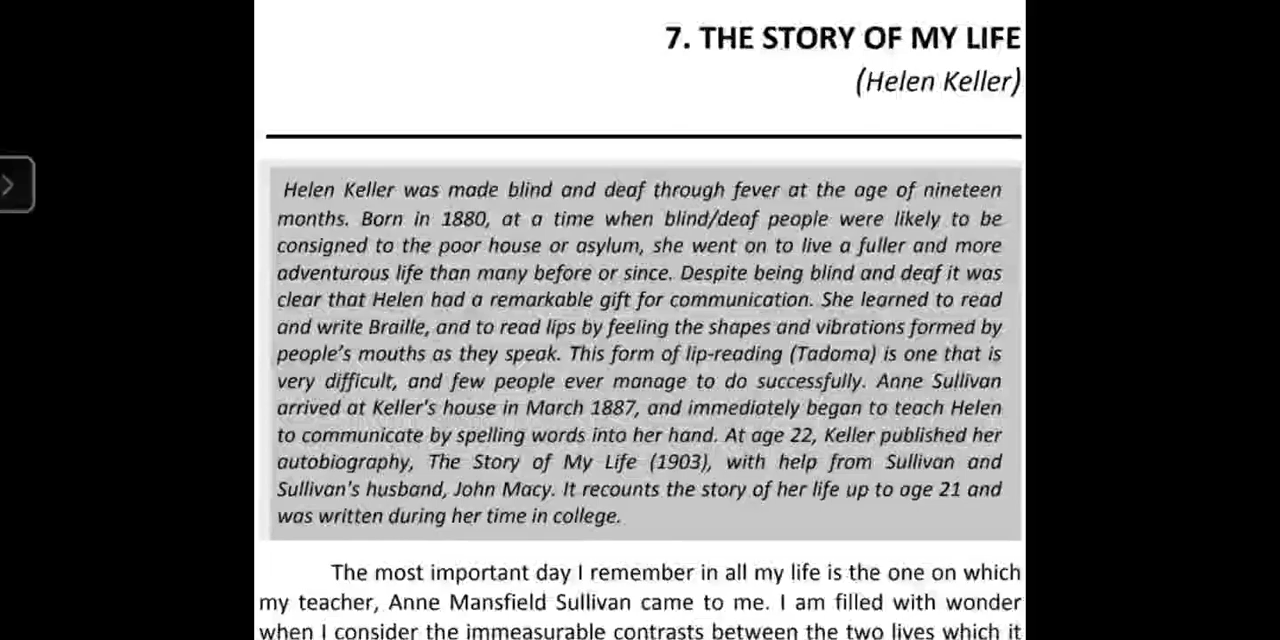 7. THE STORY OF MY LIFE
(Helen Keller)
Helen Keller was made blind and deaf through fever at the age of nineteen
months. Born in 1880, at a time when blind/deaf people were likely to be
consigned to the poor house or asylum, she went on to live a fuller and more
adventurous life than many before or since. Despite being blind and deaf it was
clear that Helen had a remarkable gift for communication. She learned to read
and write Braille, and to read lips by feeling the shapes and vibrations formed by
people's mouths as they speak. This form of lip-reading (Tadoma) is one that is
very difficult, and few people ever manage to do successfully. Anne Sullivan
arrived at Keller's house in March 1887, and immediately began to teach Helen
to communicate by spelling words into her hand. At age 22, Keller published her
autobiography, The Story of My Life (1903), with help from Sullivan and
Sullivan's husband, John Macy. It recounts the story of her life up to age 21 and
was written during her time in college.
The most important day I remember in all my life is the one on which
my teacher, Anne Mansfield Sullivan came to me. I am filled with wonder
when I consider the immeasurable contrasts between the two lives which it